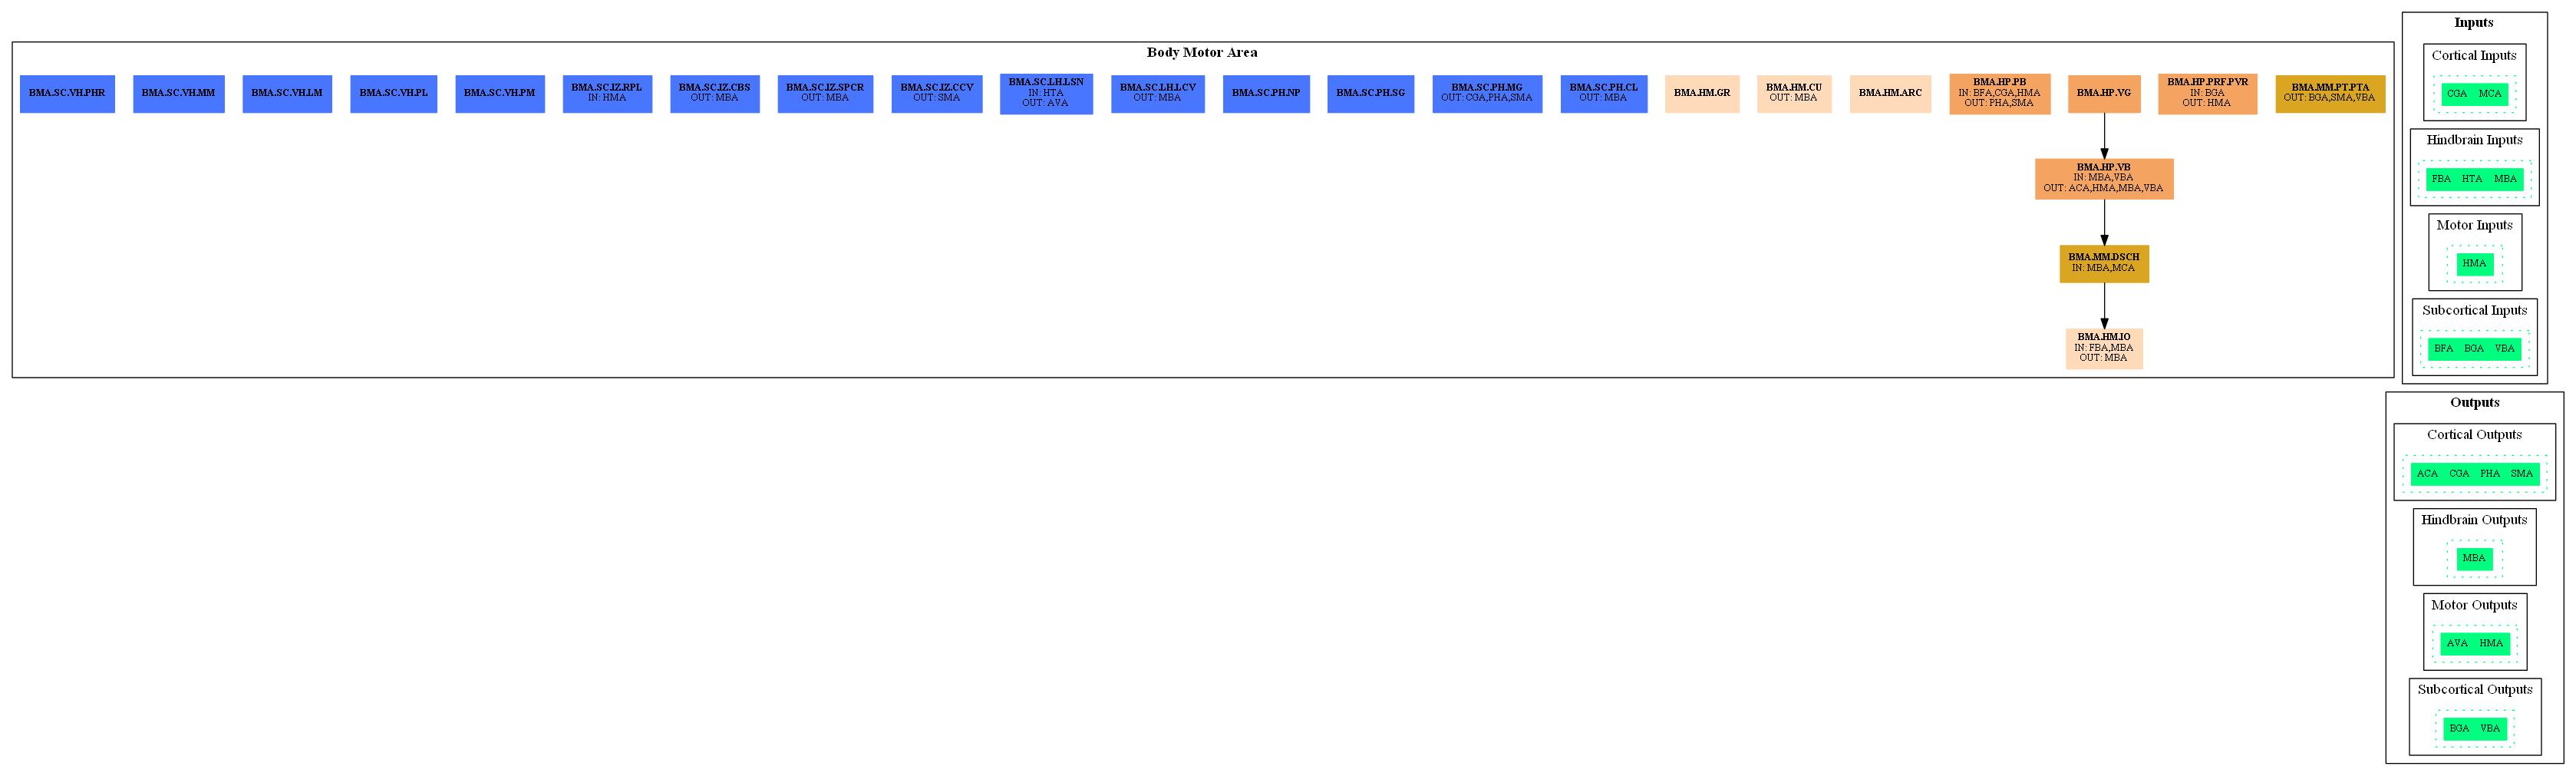 Body Motor Area
BMA.SC.VH.PHR
BMA.SC.VH.MM
BMA.SC.VH.LM
BMA.SC.VH.PL
BMA.SC.VH.PM
BMA.SC.IZ.RPL
IN: HMA
BMA.SC.IZ.CBS
OUT: MBA
BMA.SC.IZ.SPCR
OUT: MBA
BMA.SC.IZ.CCV
OUT: SMA
BMA.SC.LH.LSN
IN: HTA
OUT: AVA
BMA.SC.LH.LCV
OUT: MBA
BMA.SC.PH.NP
BMA.SC.PH.SG
BMA.SC.PH.MG
OUT: CGA,PHA,SMA
BMA.SC.PH.CL
OUT: MBA
BMA.HM.GR
BMA.HM.CU
OUT: MBA
BMA.HM.ARC
BMA.HP.PB
IN: BFA,CGA,HMA
OUT: PHA,SMA
BMA.HP.VG
BMA.HP.PRF.PVR
IN: BGA
OUT: HMA
BMA.MM.PT.PTA
OUT: BGA,SMA,VBA
BMA.HP.VB
IN: MBA,VBA
OUT: ACA,HMA,MBA,VBA
BMA.MM.DSCH
IN: MBA,MCA
BMA.HM.IO
IN: FBA,MBA
OUT: MBA
Inputs
Cortical Inputs
CGA MCA
Hindbrain Inputs
FBA HTA MBA
Motor Inputs
HMA
Subcortical Inputs
BFA BGA VBA
Outputs
Cortical Outputs
ACA CGA PHA SMA
Hindbrain Outputs
MBA
Motor Outputs
AVA HMA
Subcortical Outputs
BGA VBA